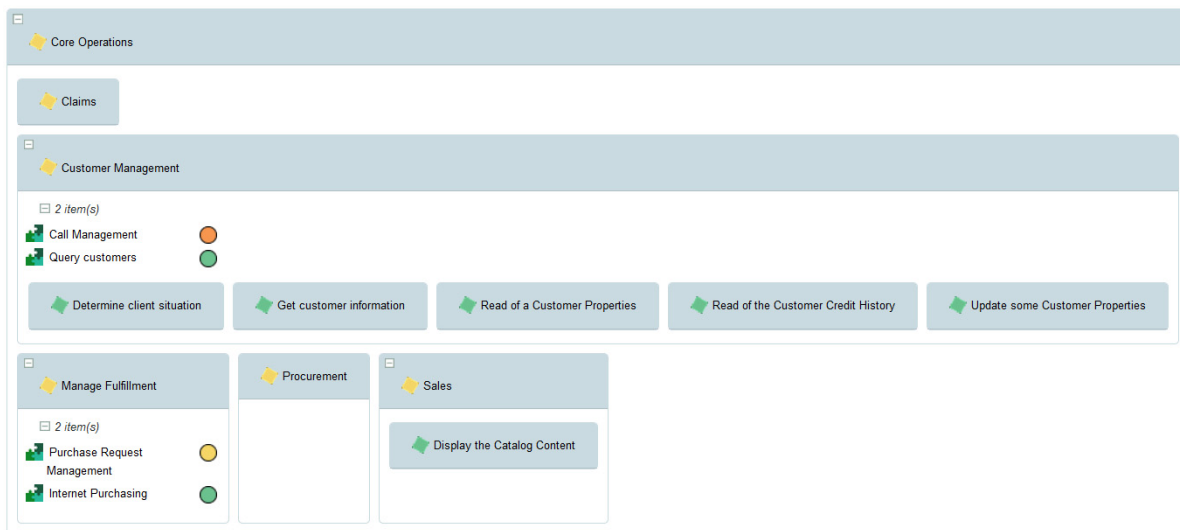 Core Operations
Claims
Customer Management
2 item(s)
Call Management
Query customers
Determine client situation
Get customer information
Read of a Customer Properties
Read of the Customer Credit History
Update some Customer Properties
Manage Fulfillment
2 item(s)
Purchase Request
Management
Internet Purchasing
Procurement
Sales
Display the Catalog Content